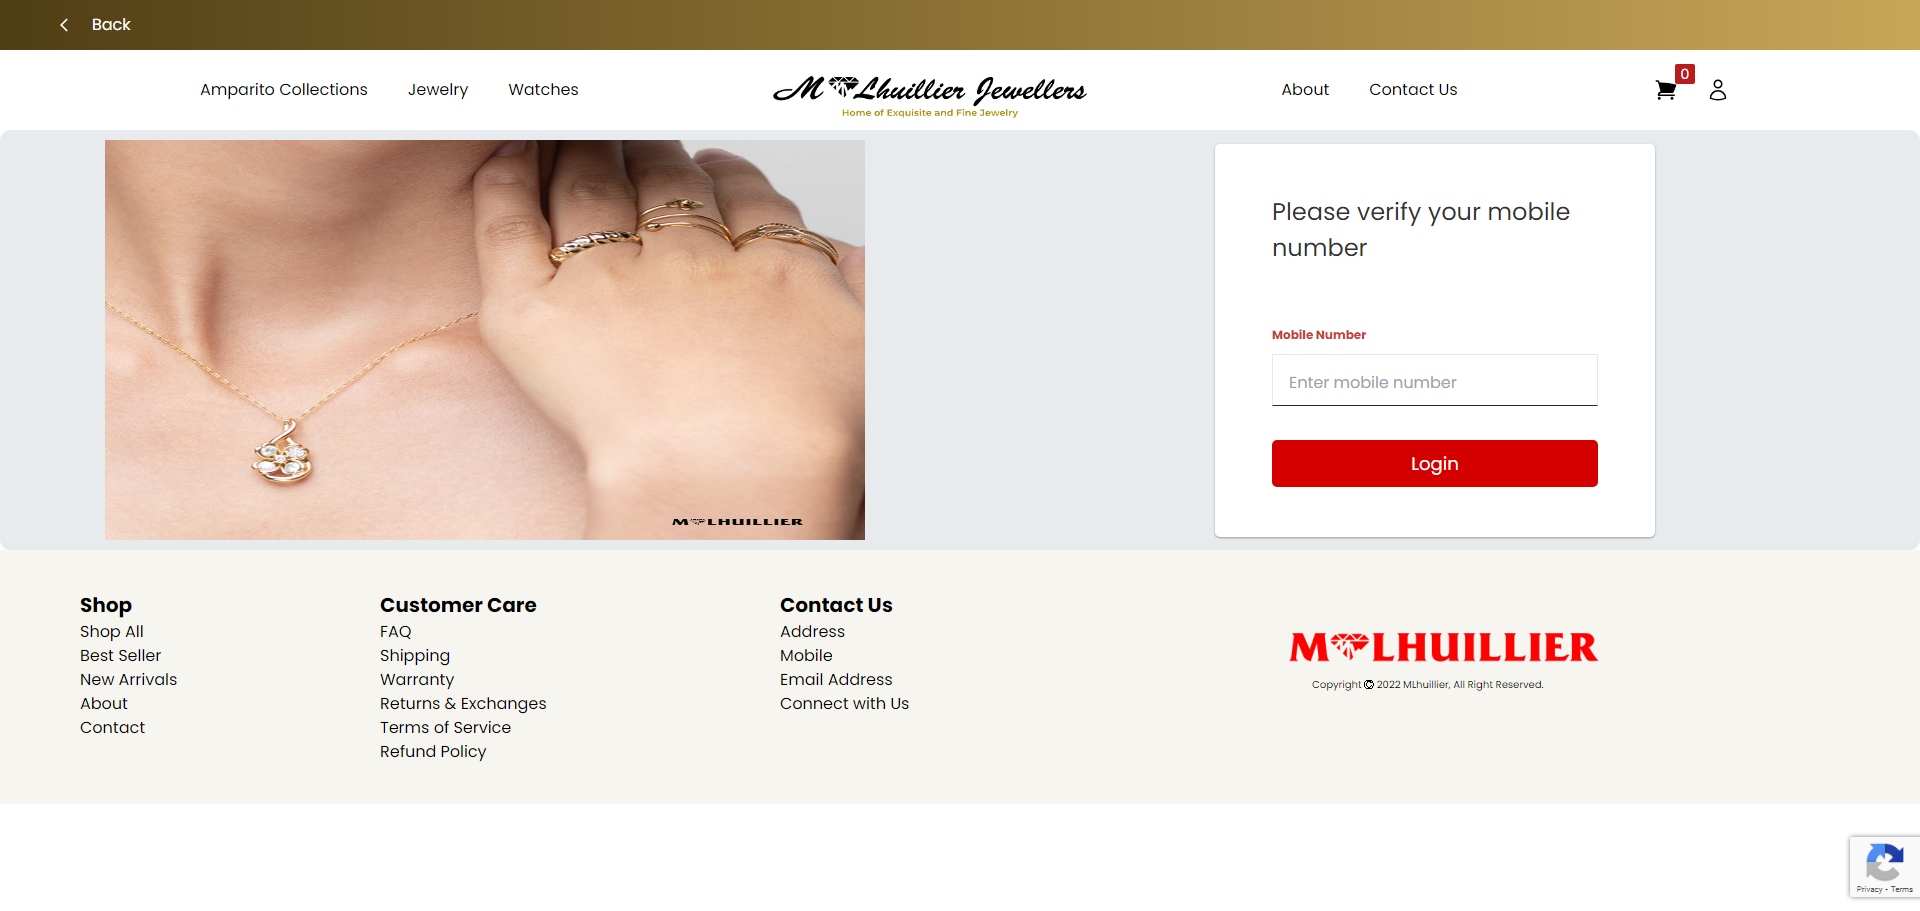 Back
Amparito Collections
Jewelry
Watches
M Lhuillier Jewellers
Home of Exquisite and Fine Jewelry
About
Contact Us
0
M LHUILLIER
Please verify your mobile
number
Mobile Number
Enter mobile number
Login
Shop
Shop All
Best Seller
New Arrivals
About
Contact
Customer Care
FAQ
Shipping
Warranty
Returns & Exchanges
Terms of Service
Refund Policy
Contact Us
Address
Mobile
Email Address
Connect with Us
M LHUILLIER
Copyright © 2022 MLhuillier, All Right Reserved.
Privacy - Terms